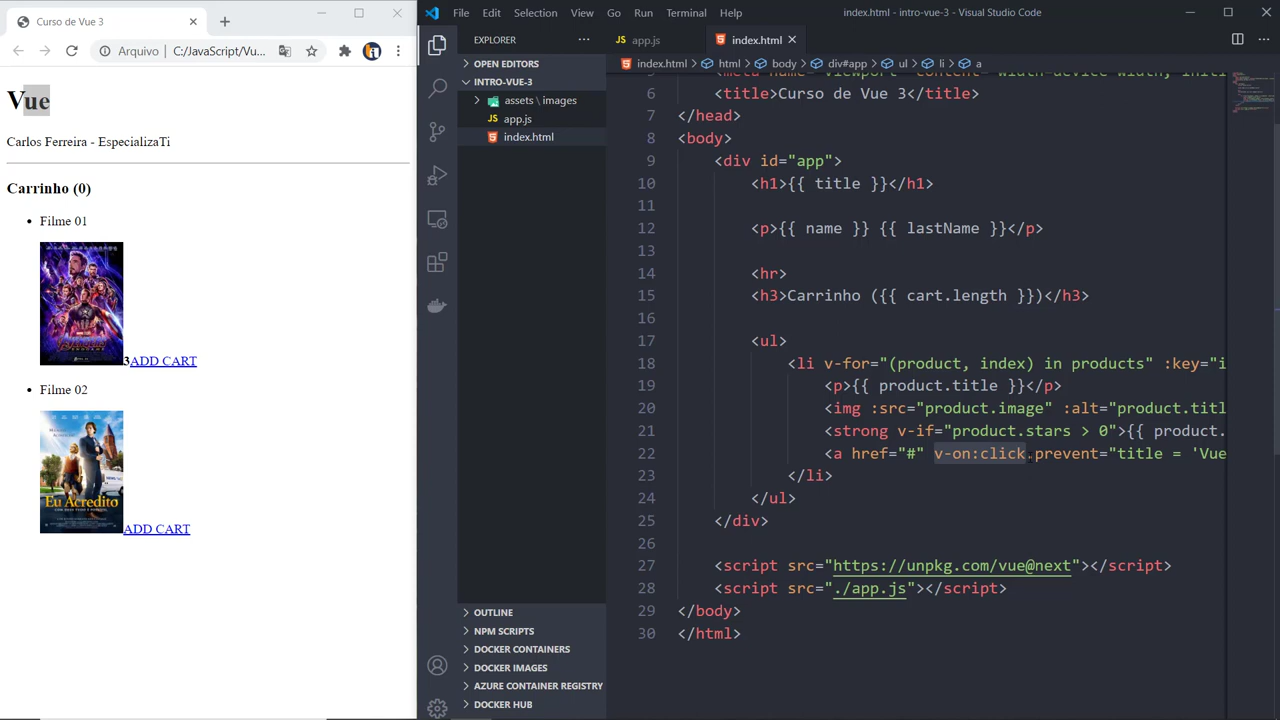 Curso de Vue 3
Arquivo
C:/JavaScript/Vu...
Vue
Carlos Ferreira - EspecializaTi
Carrinho (0)
Filme 01
3ADD CART
Filme 02
Eu Acredito
ADD CART
File Edit Selection View Go Run Terminal Help
index.html - intro-vue-3 - Visual Studio Code
EXPLORER
OPEN EDITORS
INTRO-VUE-3
assets \ images
app.js
index.html
OUTLINE
NPM SCRIPTS
DOCKER CONTAINERS
DOCKER IMAGES
AZURE CONTAINER REGISTRY
DOCKER HUB
app.js
index.html
index.html > html > body > div#app > ul > li > a
6 <title>Curso de Vue 3</title>
7 </head>
8 <body>
9 <div id="app">
10 <h1>{{ title }}</h1>
11
12 <p>{{ name }} {{ lastName }}</p>
13
14 <hr>
15 <h3>Carrinho ({{ cart.length }})</h3>
16
17 <ul>
18 <li v-for="(product, index) in products" :key="i
19 <p>{{ product.title }}</p>
20 <img :src="product.image" :alt="product.titl
21 <strong v-if="product.stars > 0">{{ product.
22 <a href="#" v-on:click.prevent="title = 'Vue
23 </li>
24 </ul>
25 </div>
26
27 <script src="https://unpkg.com/vue@next"></script>
28 <script src="./app.js"></script>
29 </body>
30 </html>